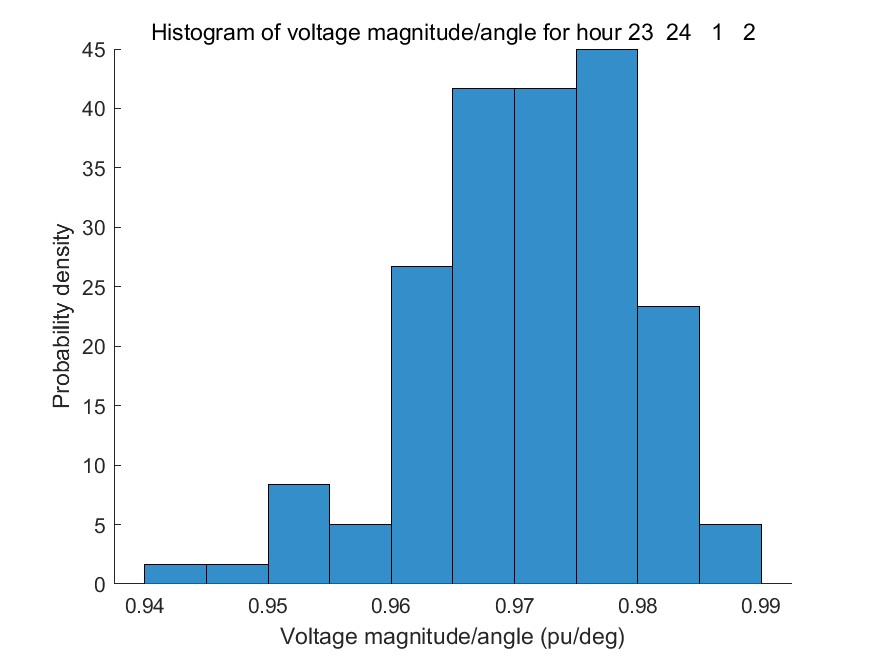 Histogram of voltage magnitude/angle for hour 23 24 1 2
45
40
35
30
25
20
15
10
5
0
Probability density
0.94 0.95 0.96 0.97 0.98 0.99
Voltage magnitude/angle (pu/deg)